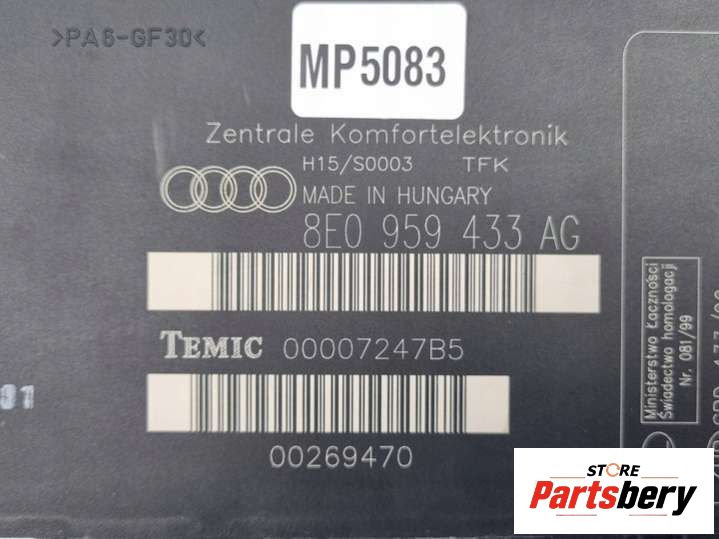 >PA6-GF30<
MP5083
Zentrale Komfortelektronik
H15/S0003 TFK
MADE IN HUNGARY
8E0 959 433 AG
TEMIC 00007247B5
00269470
01
Ministerstwo Łączności
Świadectwo homologacji
Nr. 081/99
STORE
Partsbery